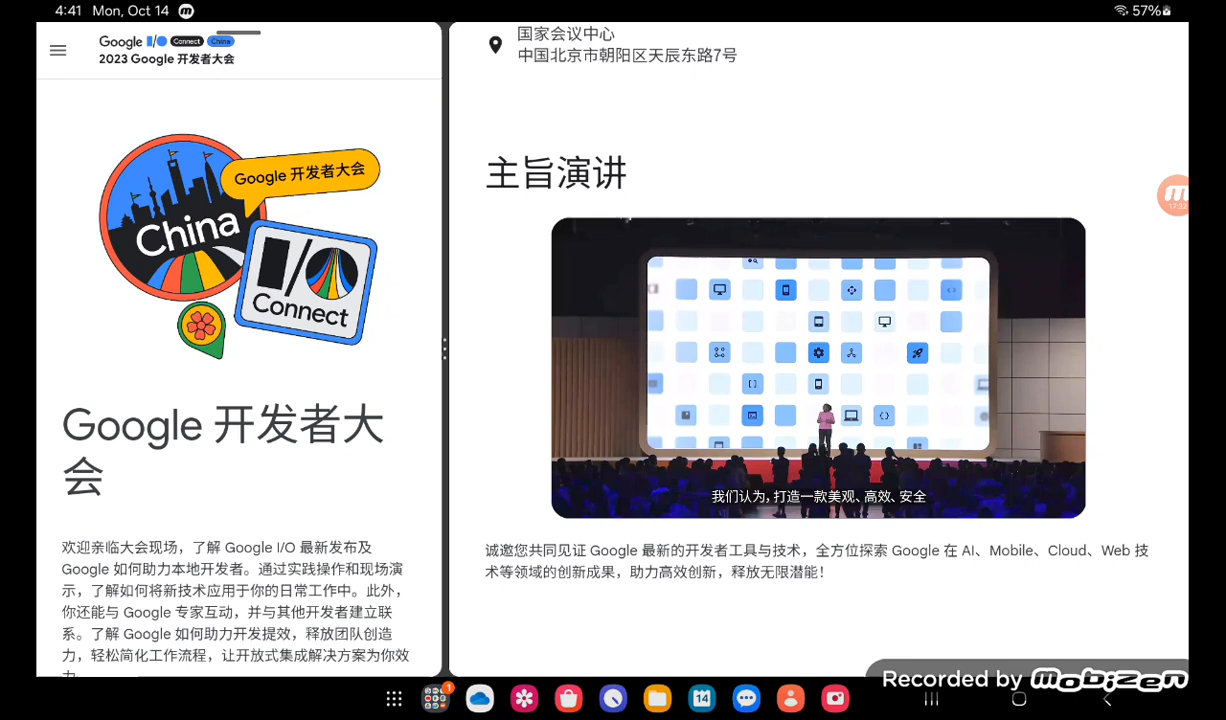 4:41 Mon, Oct 14
57%
Google I/O Connect China
2023 Google 开发者大会
Google 开发者大会
China
I/O
Connect
Google 开发者大
会
欢迎亲临大会现场，了解 Google I/O 最新发布及
Google 如何助力本地开发者。通过实践操作和现场演
示，了解如何将新技术应用于你的日常工作中。此外，
你还能与 Google 专家互动，并与其他开发者建立联
系。了解 Google 如何助力开发提效，释放团队创造
力，轻松简化工作流程，让开放式集成解决方案为你效
国家会议中心
中国北京市朝阳区天辰东路7号
主旨演讲
我们认为，打造一款美观、高效、安全
诚邀您共同见证 Google 最新的开发者工具与技术，全方位探索 Google 在 AI、Mobile、Cloud、Web 技
术等领域的创新成果，助力高效创新，释放无限潜能！
17:32
1
14
Recorded by mobizen